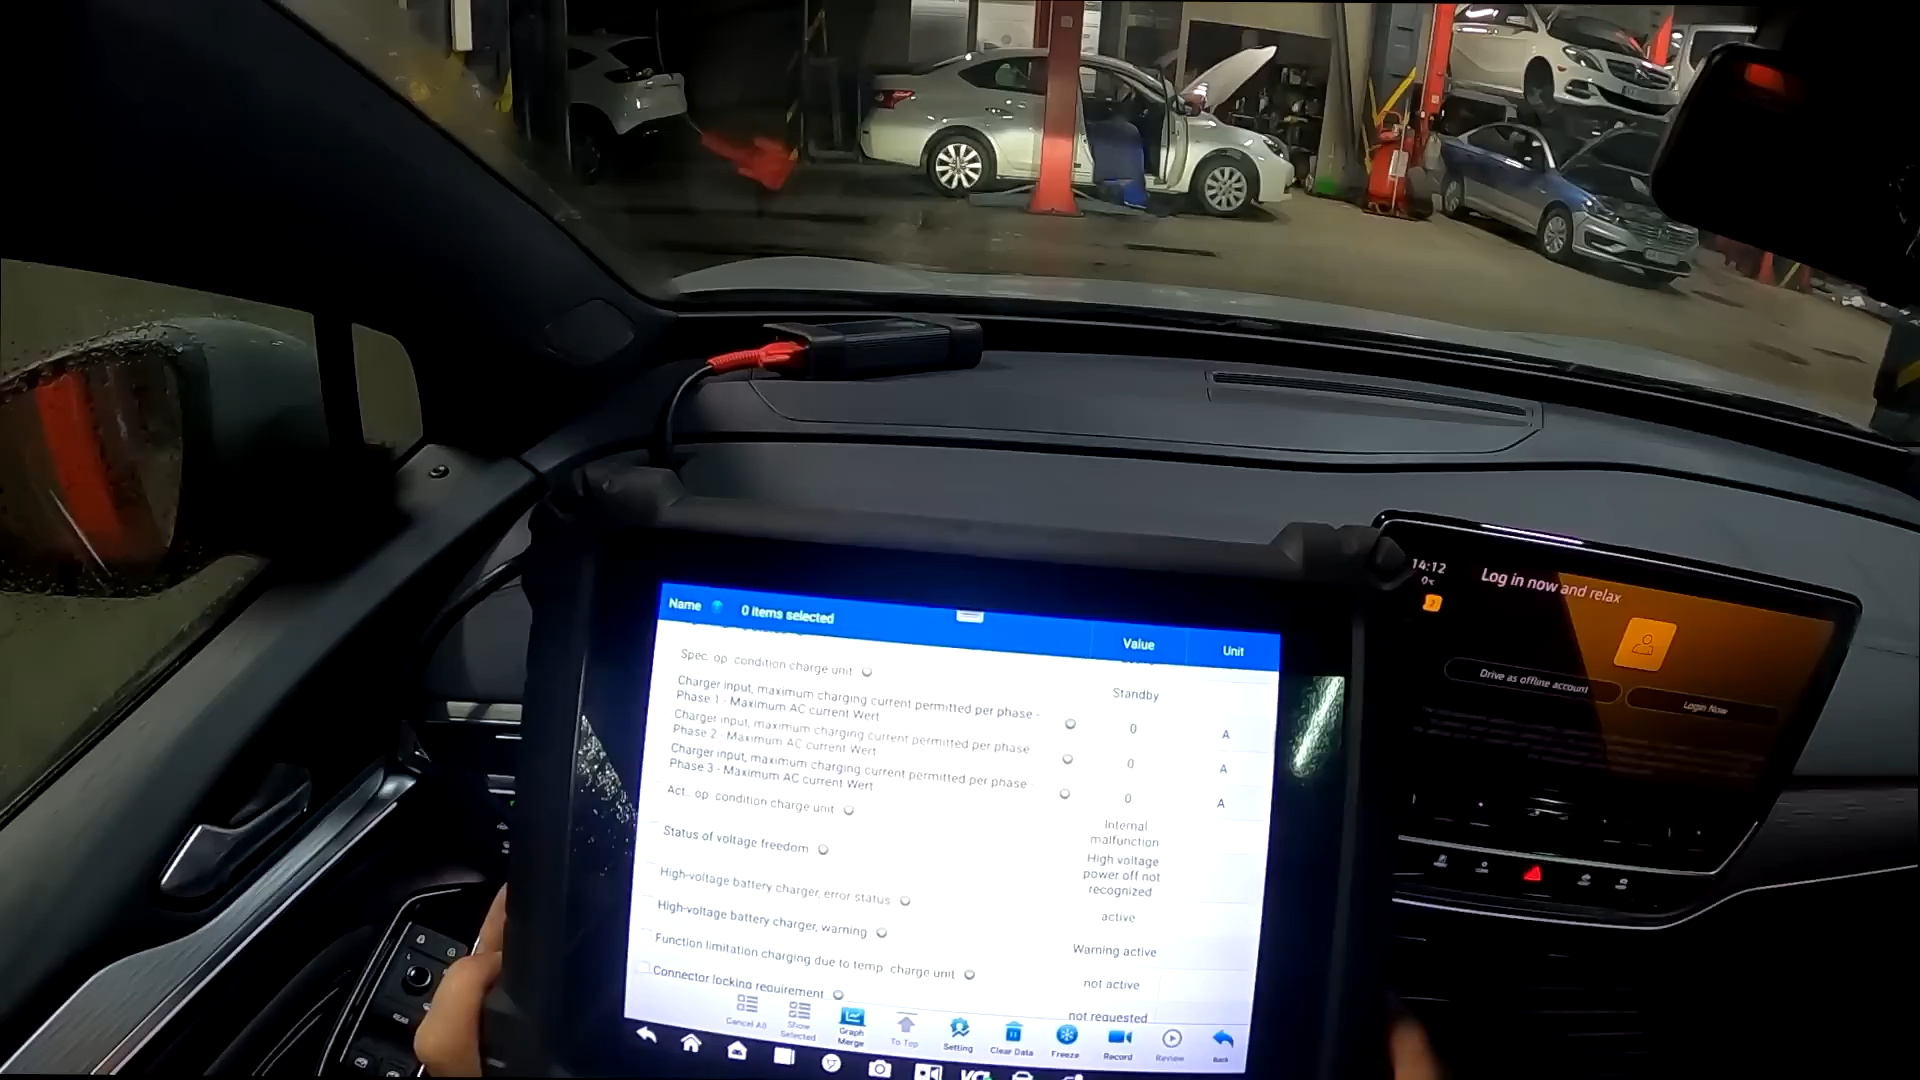 14:12
Log in now and relax
Drive as offline account
Login Now
Name
0 items selected
Value
Unit
Spec. op. condition charge unit
Standby
Charger input, maximum charging current permitted per phase -
Phase 1 - Maximum AC current Wert
0
A
Charger input, maximum charging current permitted per phase
Phase 2 - Maximum AC current Wert
0
A
Charger input, maximum charging current permitted per phase
Phase 3 - Maximum AC current Wert
0
A
Act.. op. condition charge unit
Internal
malfunction
Status of voltage freedom
High voltage
power off not
recognized
High-voltage battery charger, error status
active
High-voltage battery charger, warning
Warning active
Function limitation charging due to temp. charge unit
not active
Connector locking requirement
not requested
Cancel All
Show
Selected
Graph
Merge
To Top
Setting
Clear Data
Freeze
Record
Review
Back
VCI